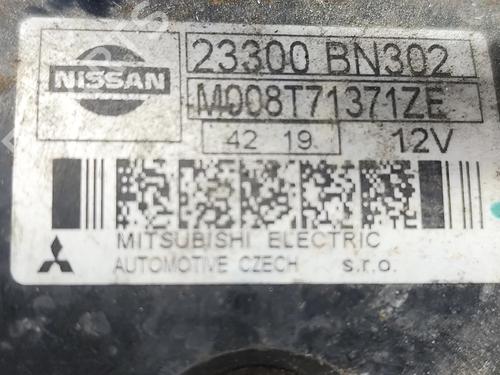 NISSAN
23300 BN302
M008T71371ZE
42 19 12V
MITSUBISHI ELECTRIC
AUTOMOTIVE CZECH s.r.o.